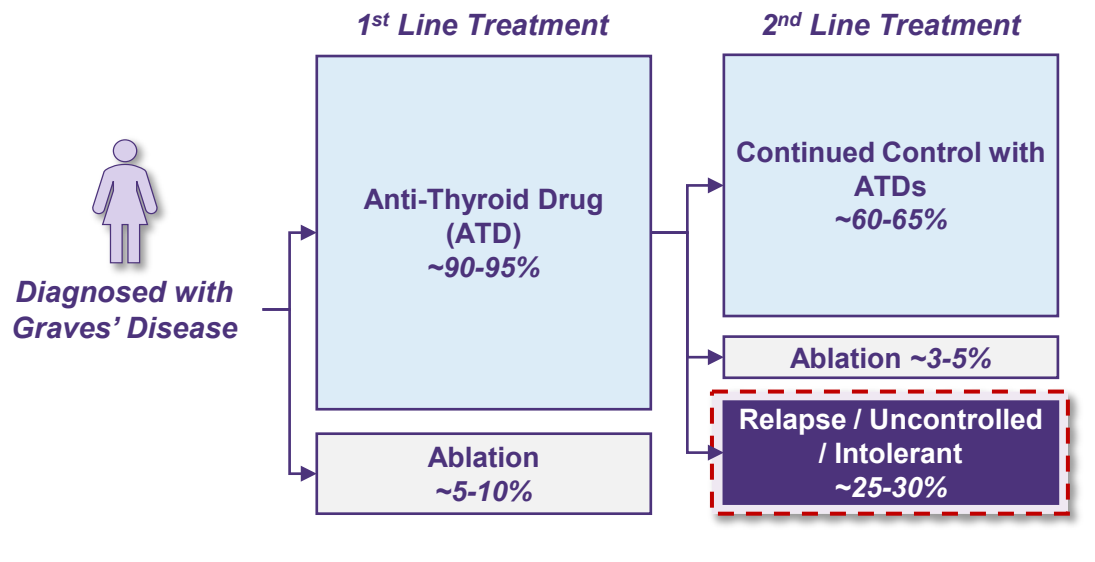 1st Line Treatment
2nd Line Treatment
Diagnosed with
Graves’ Disease
Anti-Thyroid Drug
(ATD)
~90-95%
Ablation
~5-10%
Continued Control with
ATDs
~60-65%
Ablation ~3-5%
Relapse / Uncontrolled
/ Intolerant
~25-30%